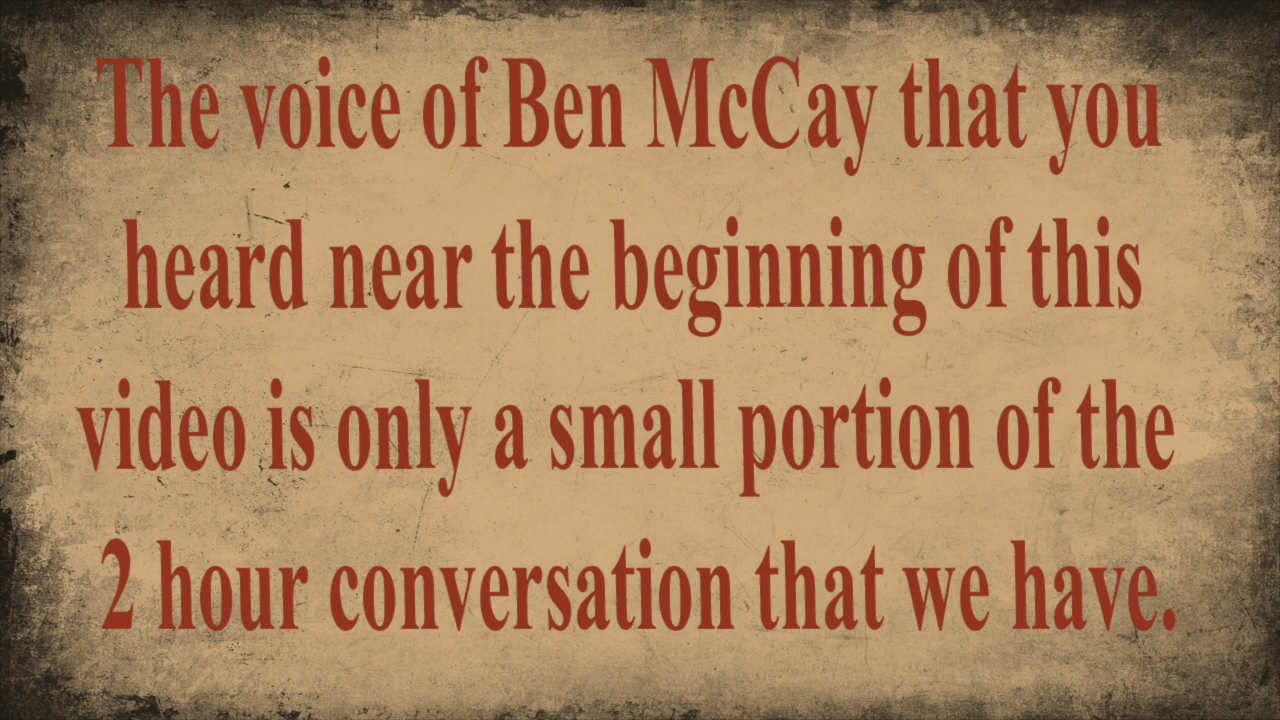 The voice of Ben McCay that you
heard near the beginning of this
video is only a small portion of the
2 hour conversation that we have.